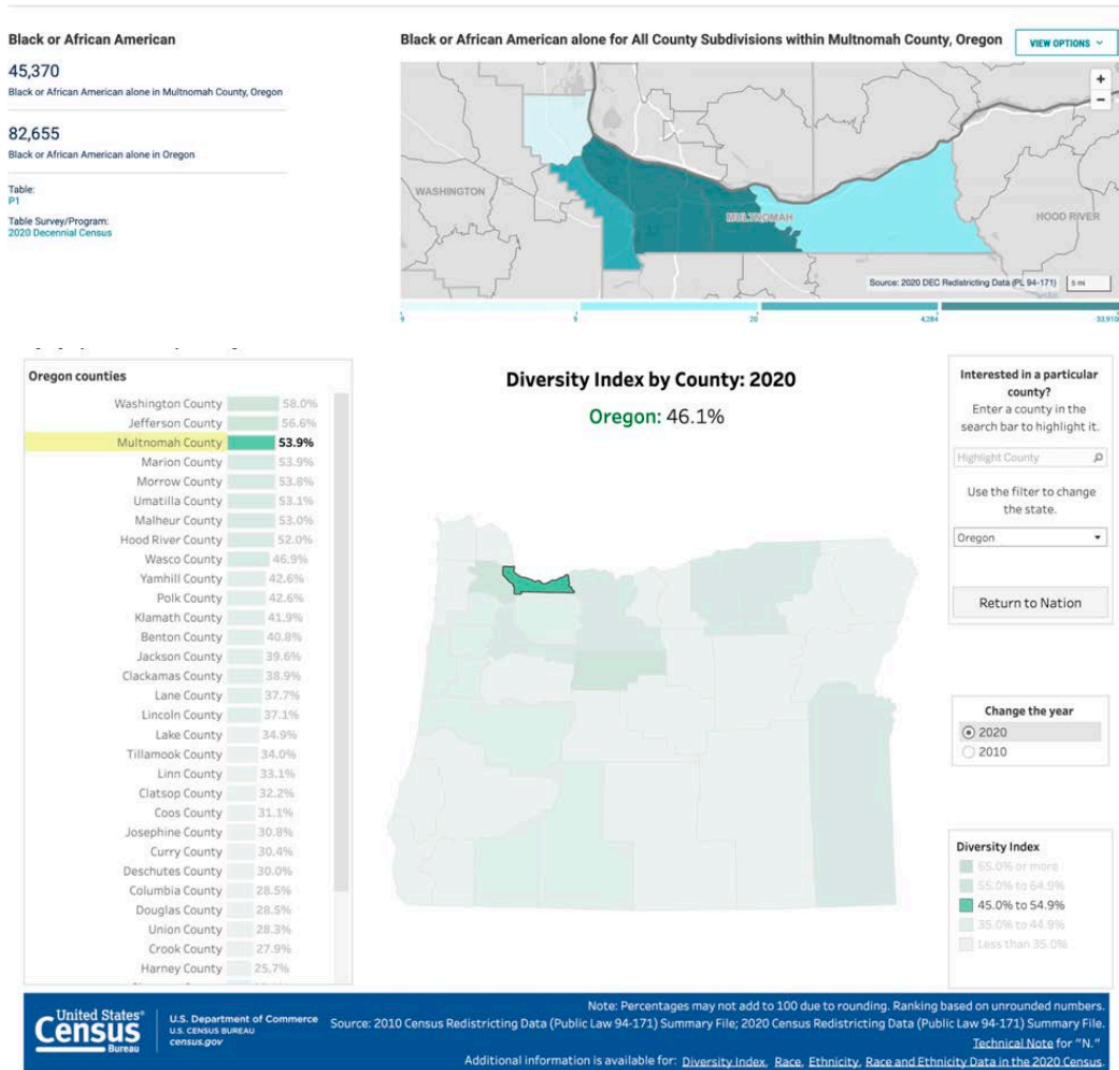 Black or African American
45,370
Black or African American alone in Multnomah County, Oregon
82,655
Black or African American alone in Oregon
Table:
P1
Table Survey/Program:
2020 Decennial Census
Black or African American alone for All County Subdivisions within Multnomah County, Oregon
VIEW OPTIONS
+
−
WASHINGTON
MULTNOMAH
HOOD RIVER
Source: 2020 DEC Redistricting Data (PL 94-171)
5 mi
9
9
20
4,284
33,910
Oregon counties
Washington County 58.0%
Jefferson County 56.6%
Multnomah County 53.9%
Marion County 53.9%
Morrow County 53.8%
Umatilla County 53.1%
Malheur County 53.0%
Hood River County 52.0%
Wasco County 46.9%
Yamhill County 42.6%
Polk County 42.6%
Klamath County 41.9%
Benton County 40.8%
Jackson County 39.6%
Clackamas County 38.9%
Lane County 37.7%
Lincoln County 37.1%
Lake County 34.9%
Tillamook County 34.0%
Linn County 33.1%
Clatsop County 32.2%
Coos County 31.1%
Josephine County 30.8%
Curry County 30.4%
Deschutes County 30.0%
Columbia County 28.5%
Douglas County 28.5%
Union County 28.3%
Crook County 27.9%
Harney County 25.7%
Diversity Index by County: 2020
Oregon: 46.1%
Interested in a particular
county?
Enter a county in the
search bar to highlight it.
Highlight County
Use the filter to change
the state.
Oregon
Return to Nation
Change the year
2020
2010
Diversity Index
65.0% or more
55.0% to 64.9%
45.0% to 54.9%
35.0% to 44.9%
Less than 35.0%
United States®
Census
Bureau
U.S. Department of Commerce
U.S. CENSUS BUREAU
census.gov
Note: Percentages may not add to 100 due to rounding. Ranking based on unrounded numbers.
Source: 2010 Census Redistricting Data (Public Law 94-171) Summary File; 2020 Census Redistricting Data (Public Law 94-171) Summary File.
Technical Note for "N."
Additional information is available for: Diversity Index, Race, Ethnicity, Race and Ethnicity Data in the 2020 Census.